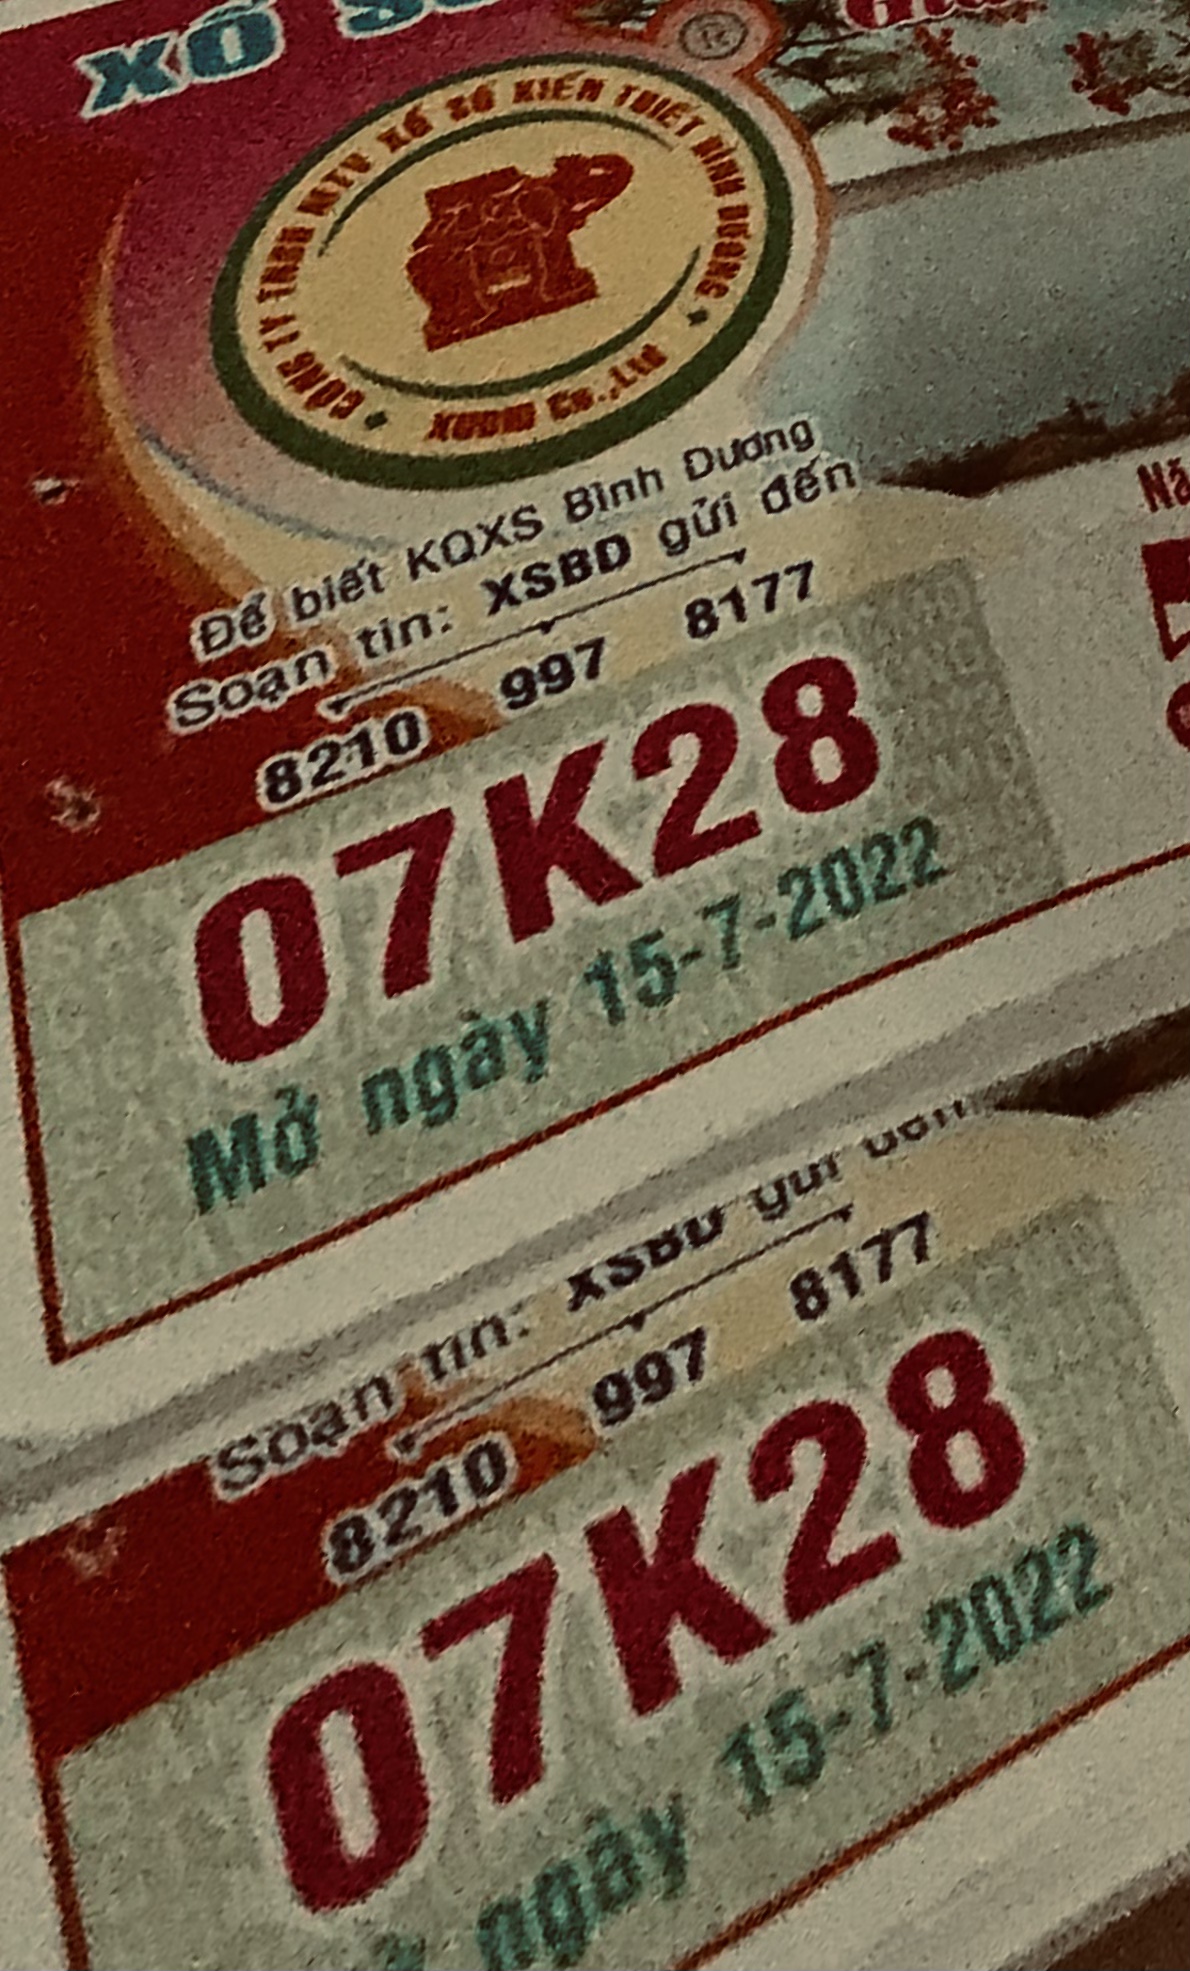 XỔ
®
CÔNG TY TNHH MTV XỔ SỐ KIẾN THIẾT BÌNH DƯƠNG
Co.,Ltd
Để biết KQXS Bình Dương
Soạn tin: XSBD gửi đến
8210 997 8177
07K28
Mở ngày 15-7-2022
Soạn tin: XSBD gửi đến
8210 997 8177
07K28
ngày 15-7-2022